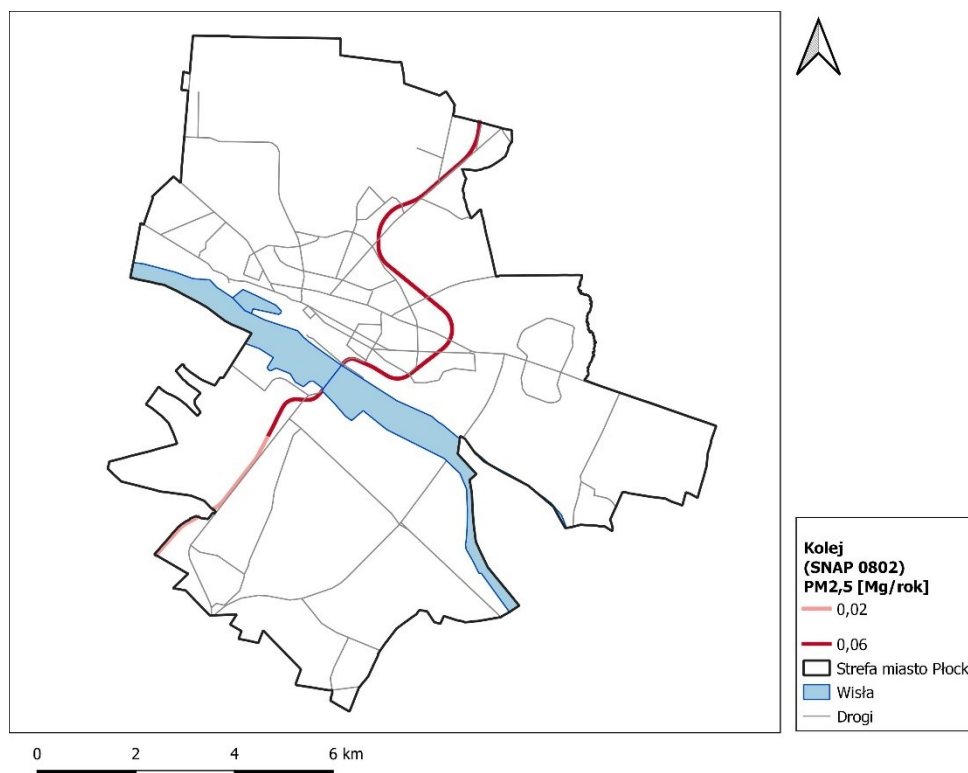 Kolej
(SNAP 0802)
PM2,5 [Mg/rok]
0,02
0,06
Strefa miasto Płock
Wisła
Drogi
0 2 4 6 km